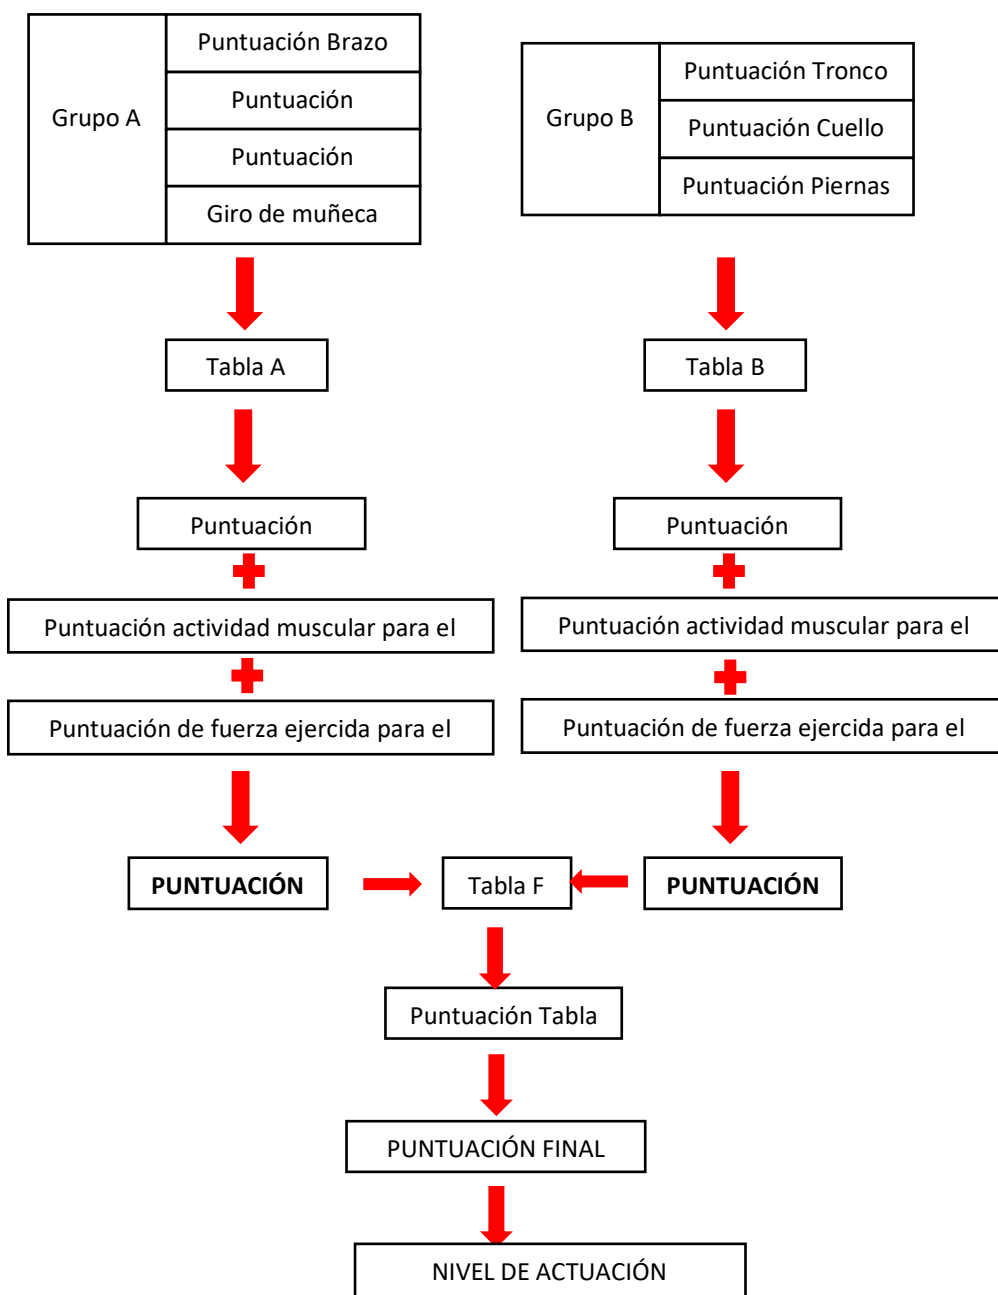 Grupo A
Puntuación Brazo
Puntuación
Puntuación
Giro de muñeca
Grupo B
Puntuación Tronco
Puntuación Cuello
Puntuación Piernas
Tabla A
Tabla B
Puntuación
Puntuación
Puntuación actividad muscular para el
Puntuación actividad muscular para el
Puntuación de fuerza ejercida para el
Puntuación de fuerza ejercida para el
PUNTUACIÓN
Tabla F
PUNTUACIÓN
Puntuación Tabla
PUNTUACIÓN FINAL
NIVEL DE ACTUACIÓN